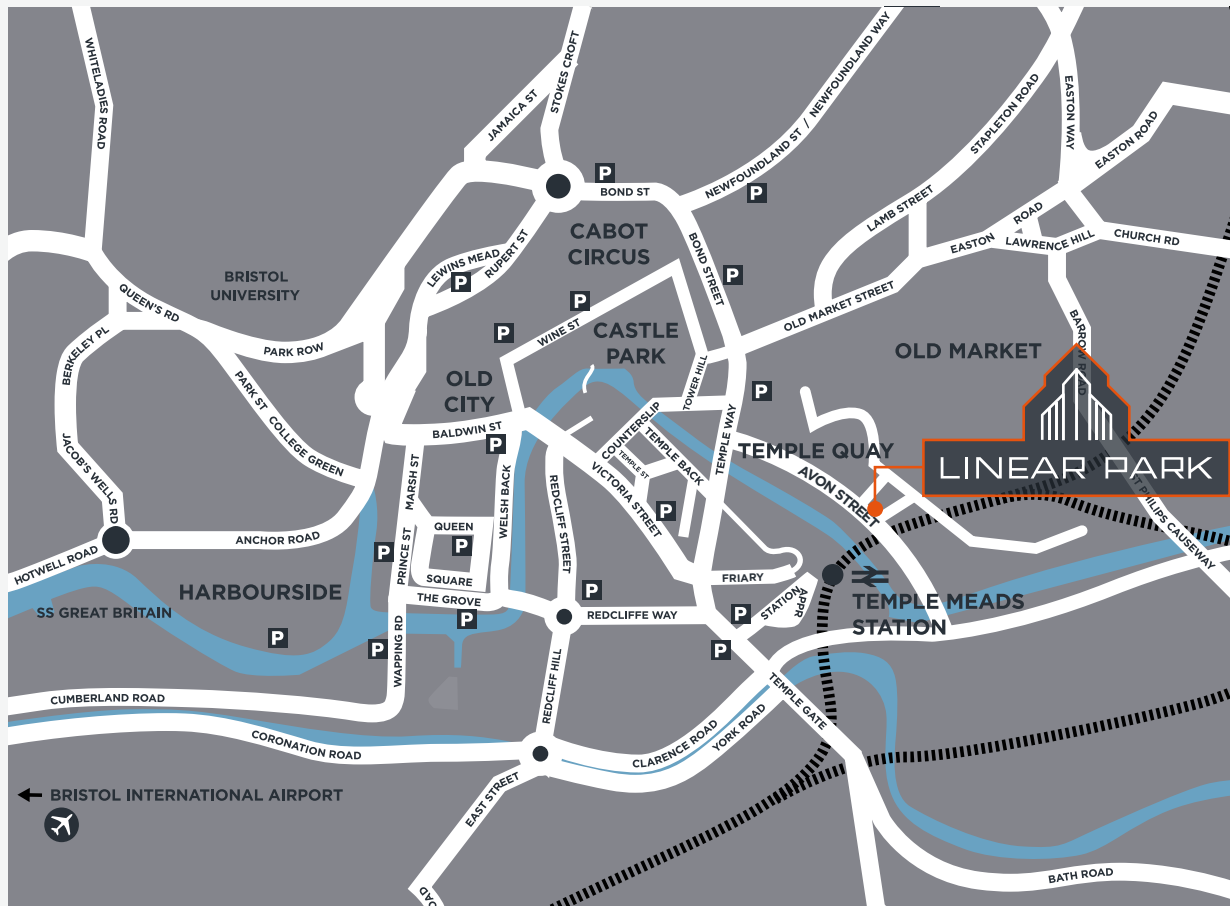 WHITELADIES ROAD
JAMAICA ST
STOKES CROFT
NEWFOUNDLAND ST / NEWFOUNDLAND WAY
STAPLETON ROAD
EASTON WAY
EASTON ROAD
P
BOND ST
P
LAMB STREET
EASTON ROAD
LAWRENCE HILL
CHURCH RD
CABOT
CIRCUS
BOND STREET
LEWINS MEAD
RUPERT ST
P
P
BRISTOL
UNIVERSITY
QUEEN'S RD
P
WINE ST
P
CASTLE
PARK
OLD MARKET STREET
BARROW ROAD
BERKELEY PL
PARK ROW
OLD MARKET
PARK ST
OLD
CITY
TOWER HILL
P
COLLEGE GREEN
BALDWIN ST
P
COUNTERSLIP
TEMPLE BACK
TEMPLE ST
TEMPLE WAY
TEMPLE QUAY
LINEAR PARK
JACOB'S WELLS RD
MARSH ST
WELSH BACK
REDCLIFF STREET
VICTORIA STREET
P
AVON STREET
ST PHILIPS CAUSEWAY
HOTWELL ROAD
ANCHOR ROAD
P
PRINCE ST
QUEEN
P
SQUARE
FRIARY
HARBOURSIDE
SS GREAT BRITAIN
THE GROVE
P
P
REDCLIFFE WAY
P
STATION
APPR
TEMPLE MEADS
STATION
P
P
WAPPING RD
P
REDCLIFF HILL
CUMBERLAND ROAD
TEMPLE GATE
CORONATION ROAD
CLARENCE ROAD
YORK ROAD
BRISTOL INTERNATIONAL AIRPORT
EAST STREET
BATH ROAD
OAD